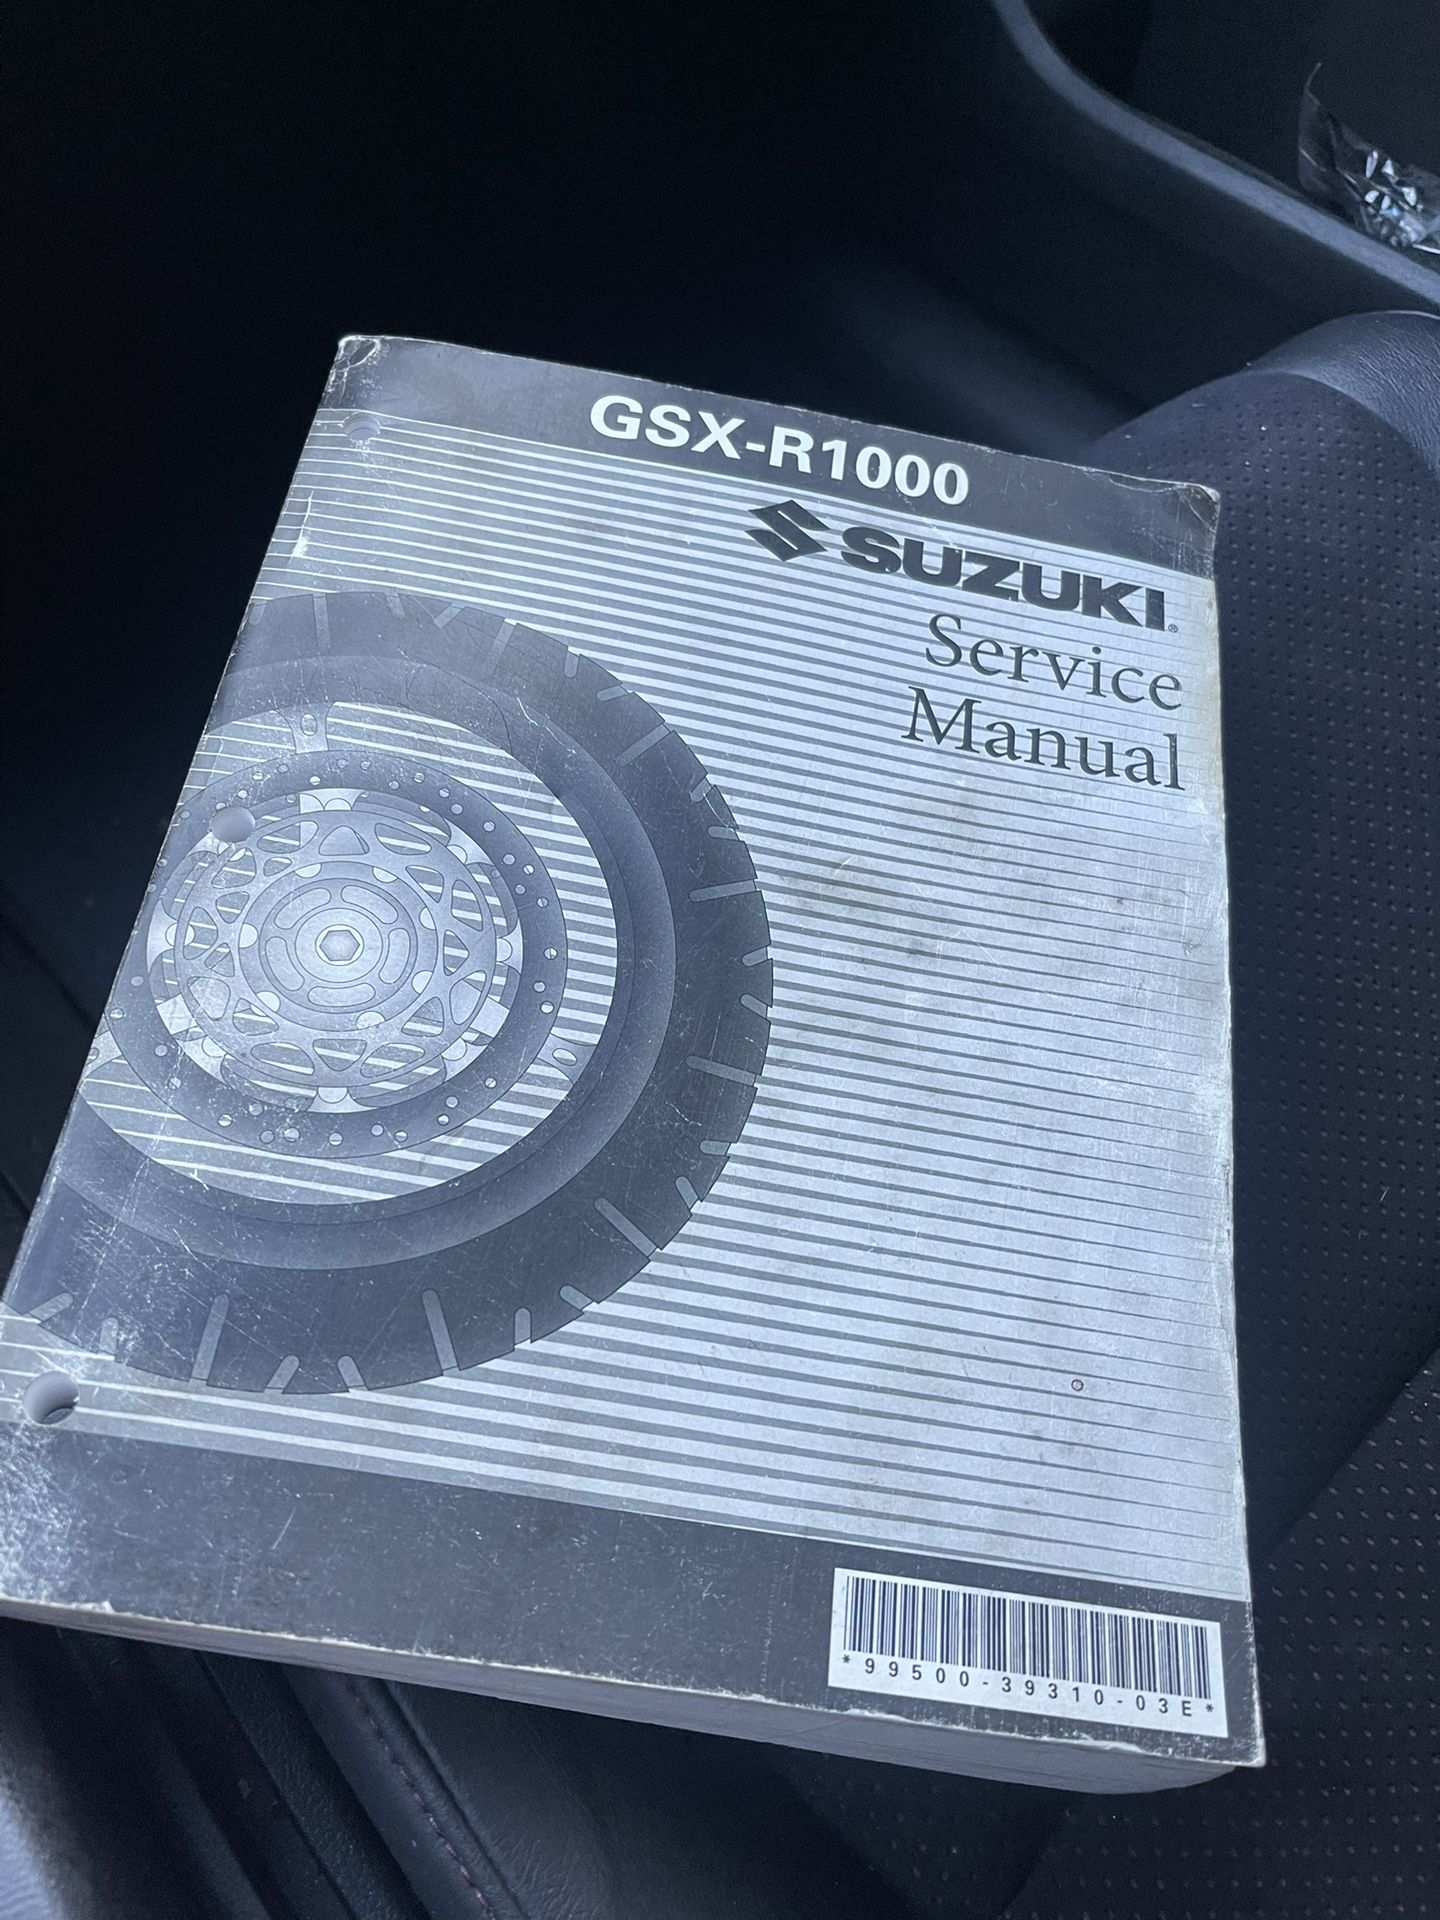 GSX-R1000
SUZUKI®
Service
Manual
*99500-39310-03E*